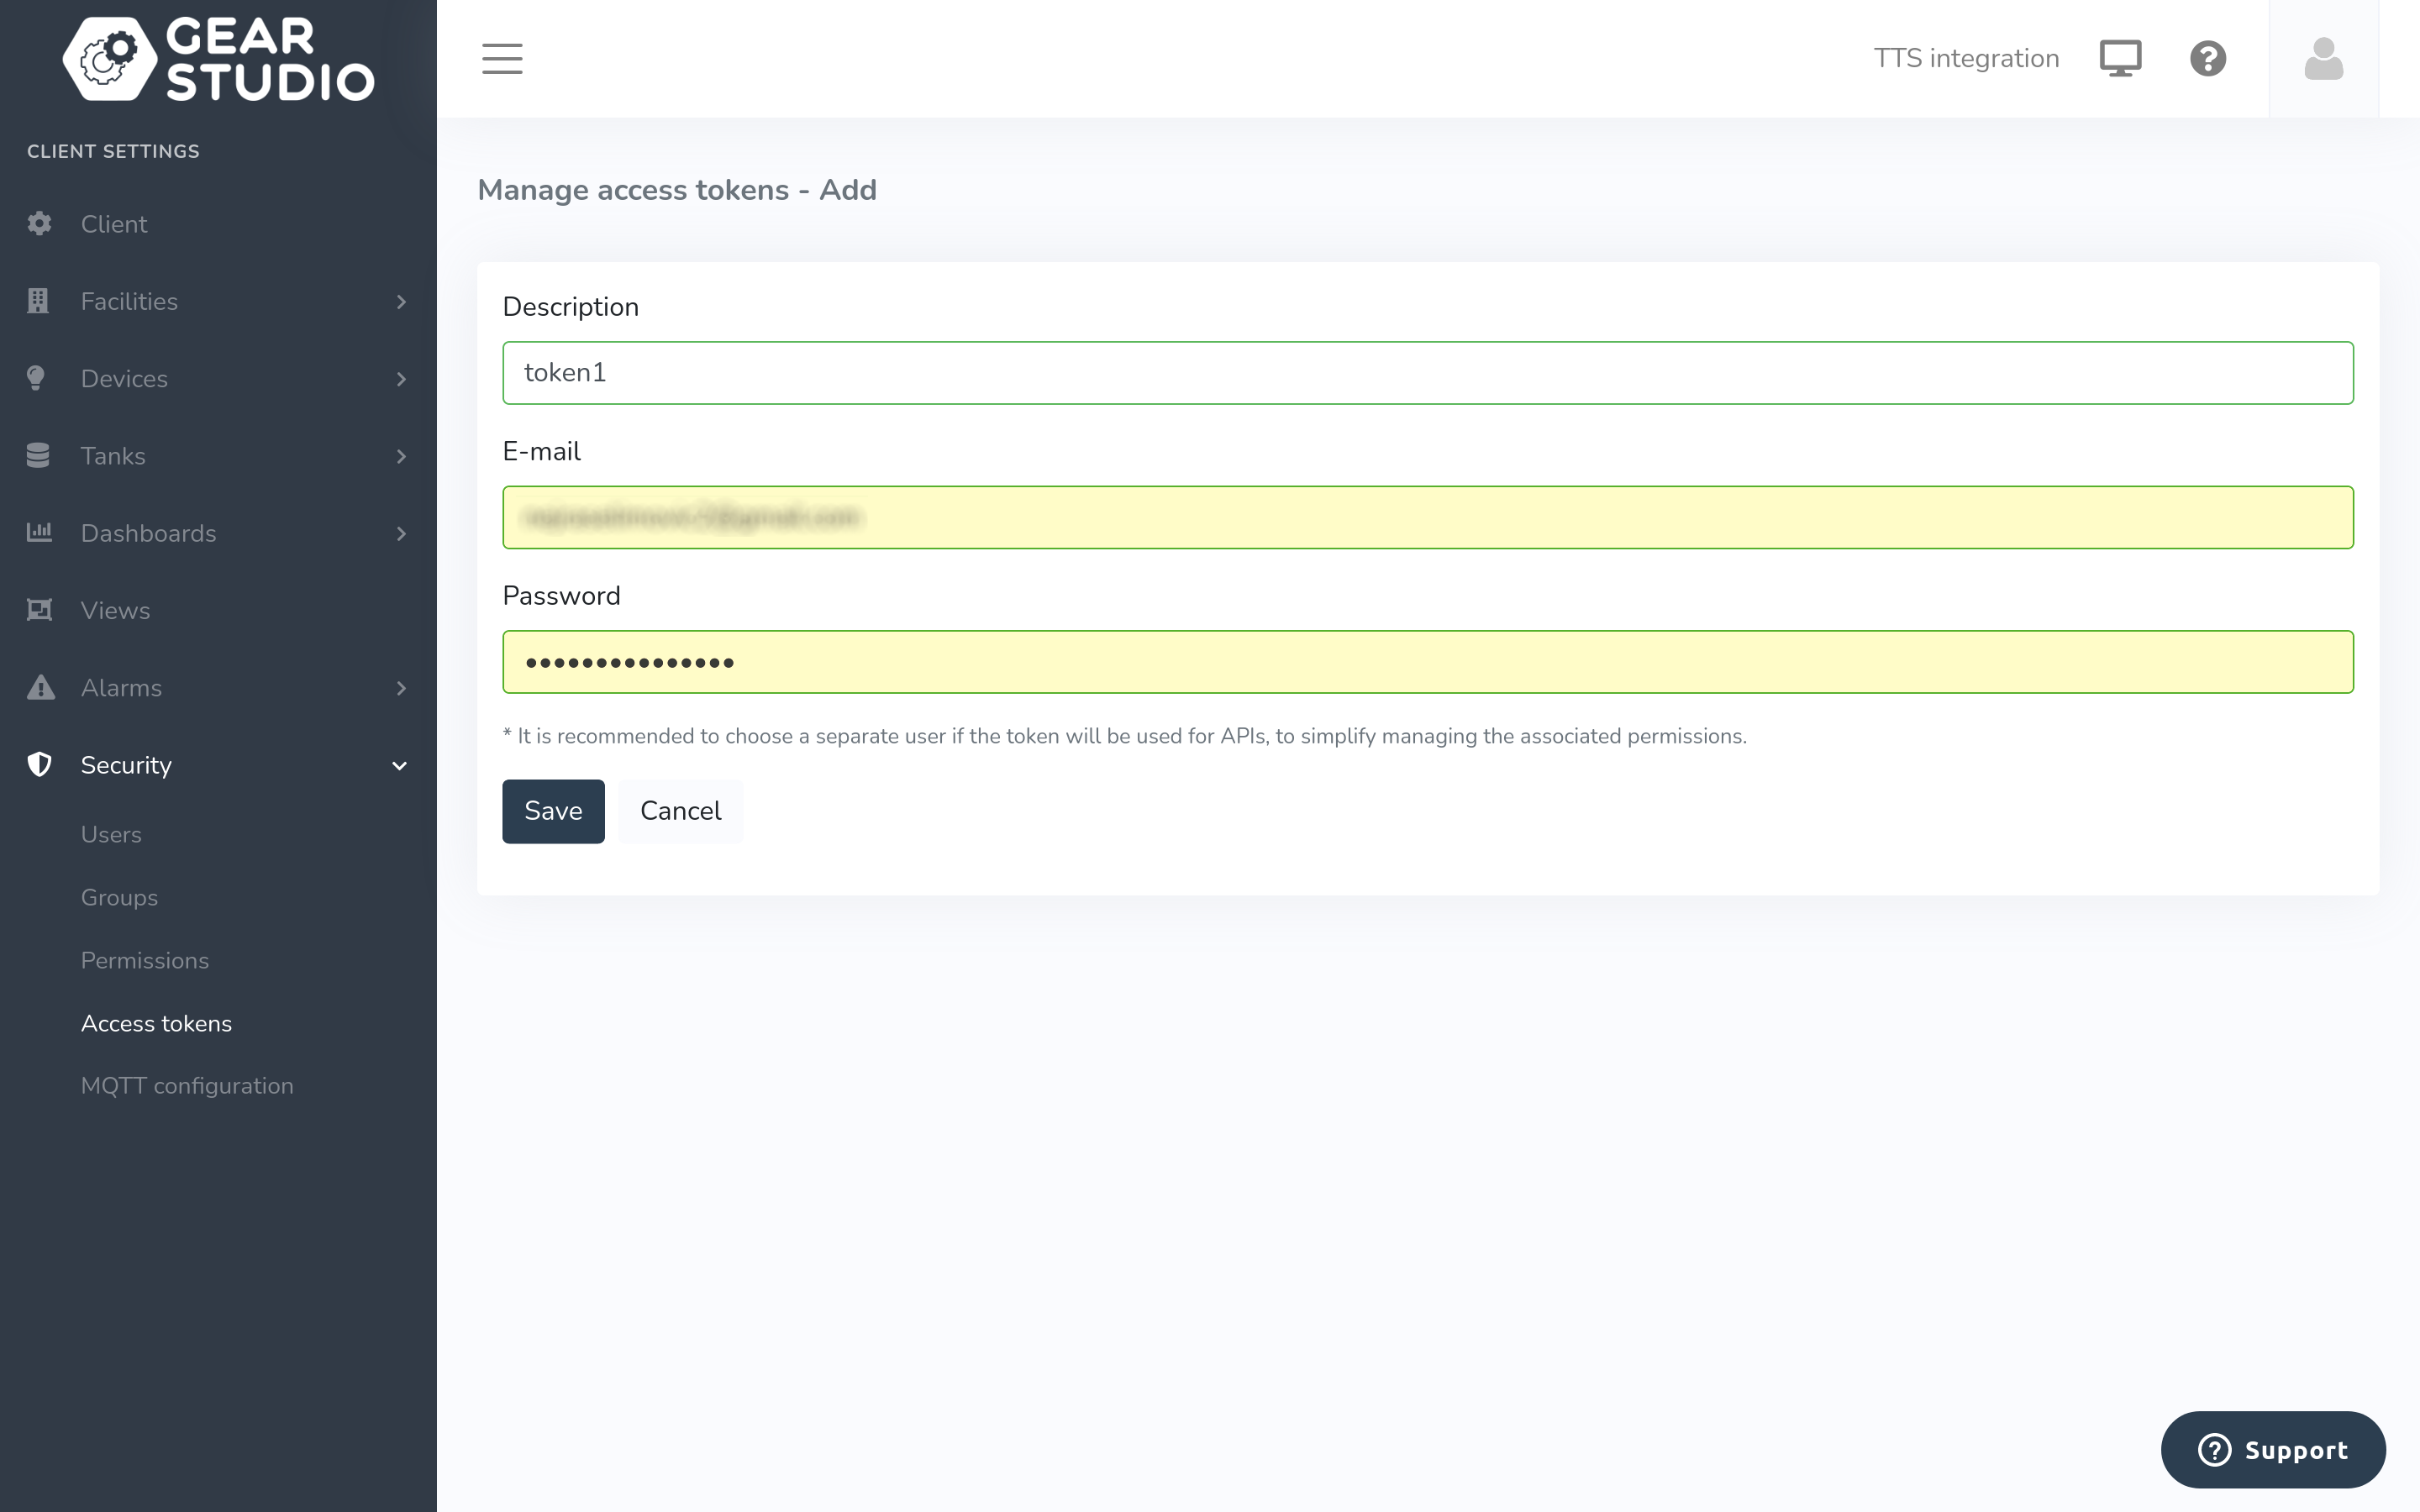 GEAR
STUDIO
TTS integration
CLIENT SETTINGS
Client
Facilities
Devices
Tanks
Dashboards
Views
Alarms
Security
Users
Groups
Permissions
Access tokens
MQTT configuration
Manage access tokens - Add
Description
token1
E-mail
Password
* It is recommended to choose a separate user if the token will be used for APIs, to simplify managing the associated permissions.
Save
Cancel
Support